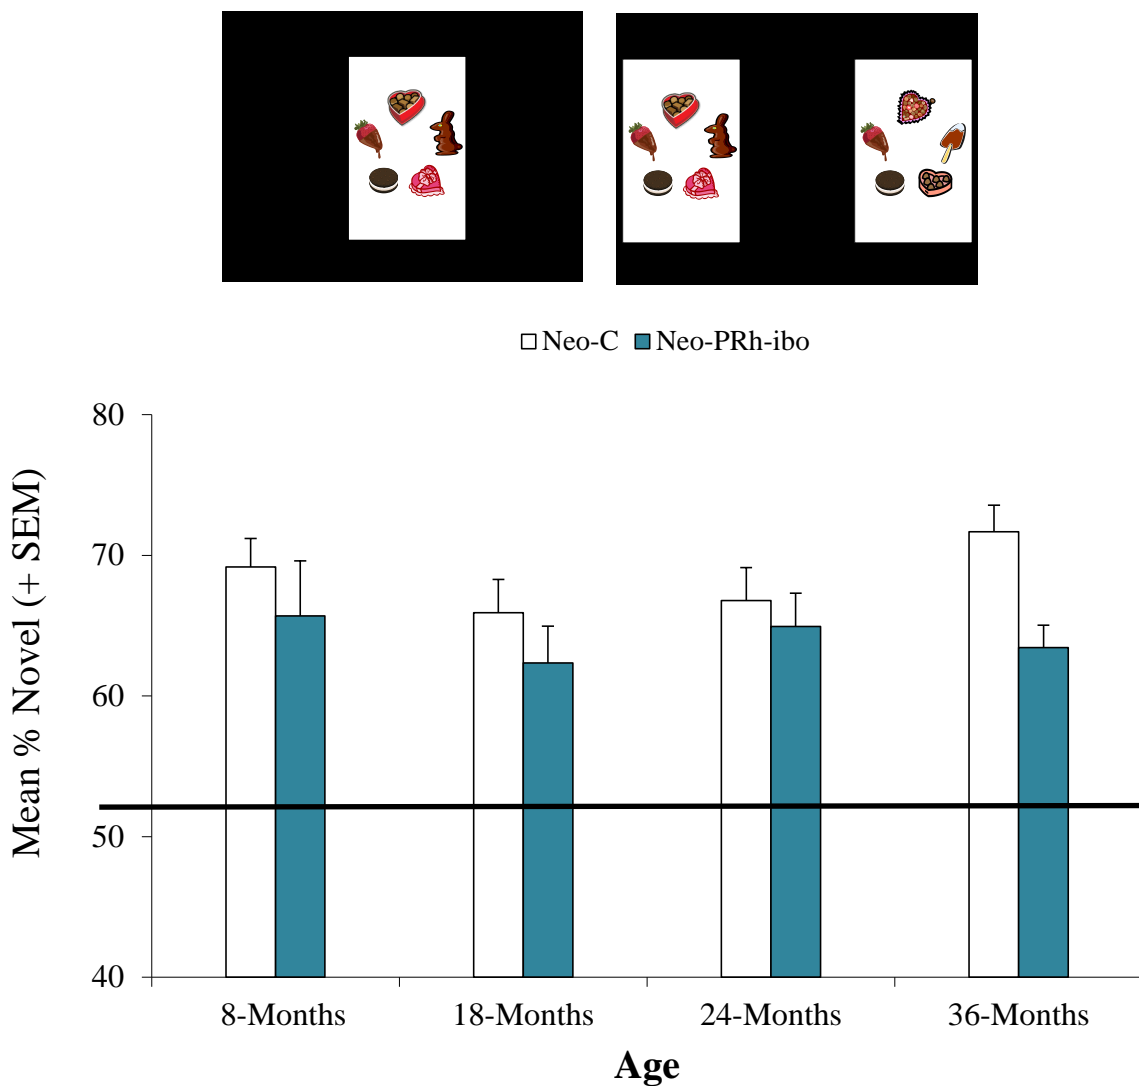 Neo-C Neo-PRh-ibo
Mean % Novel (+ SEM)
80
70
60
50
40
8-Months 18-Months 24-Months 36-Months
Age